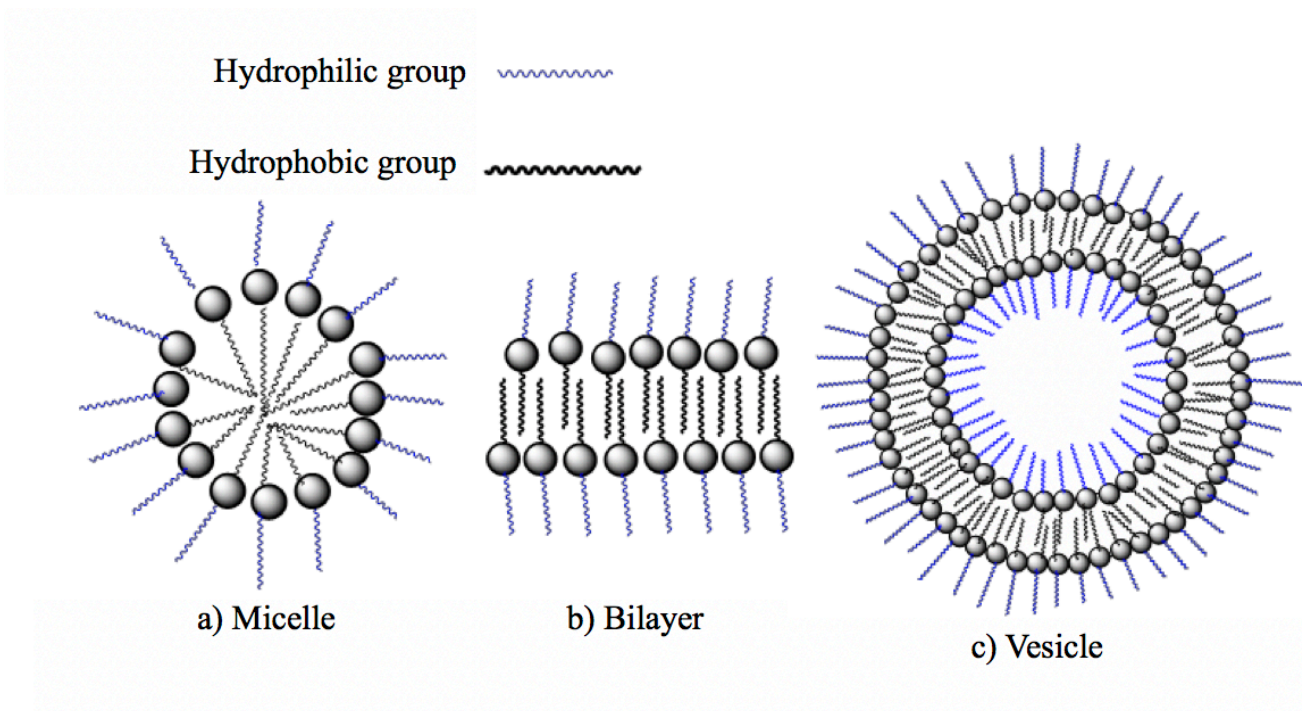 Hydrophilic group
Hydrophobic group
a) Micelle
b) Bilayer
c) Vesicle